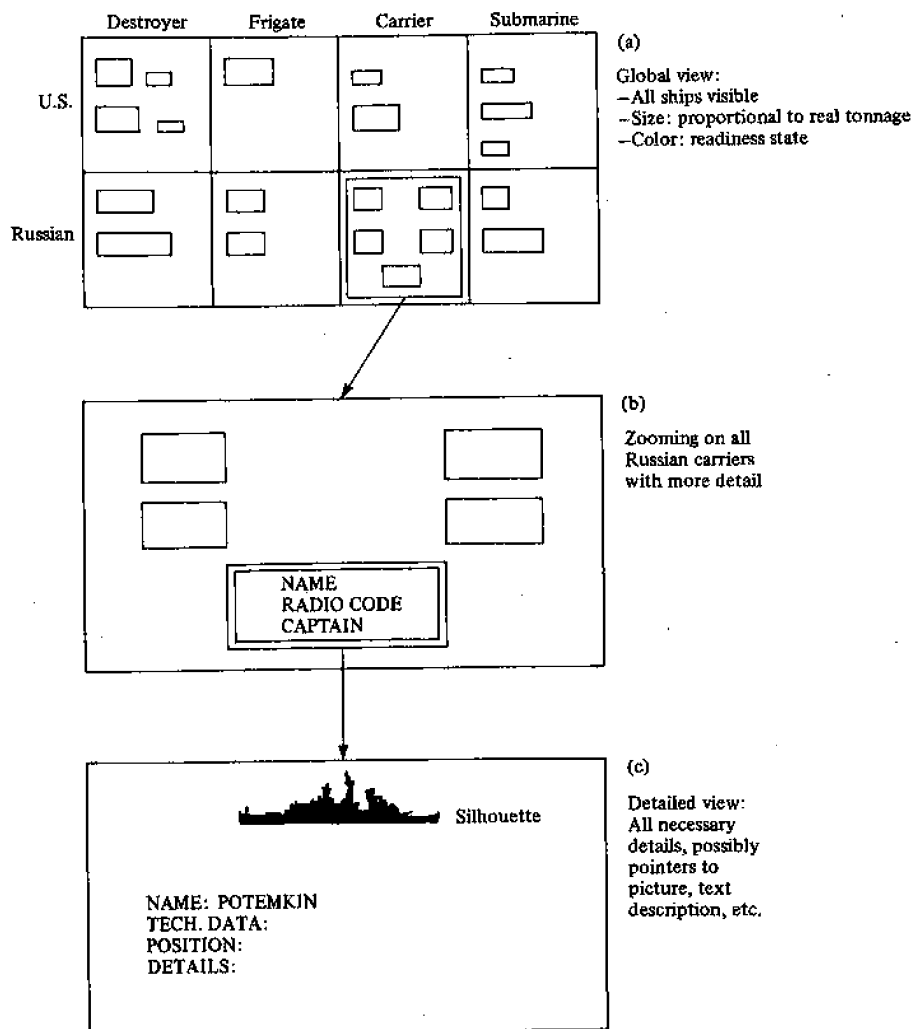 Destroyer Frigate Carrier Submarine
U.S.
Russian
(a)
Global view:
–All ships visible
–Size: proportional to real tonnage
–Color: readiness state
(b)
Zooming on all
Russian carriers
with more detail
NAME
RADIO CODE
CAPTAIN
(c)
Detailed view:
All necessary
details, possibly
pointers to
picture, text
description, etc.
Silhouette
NAME: POTEMKIN
TECH. DATA:
POSITION:
DETAILS: